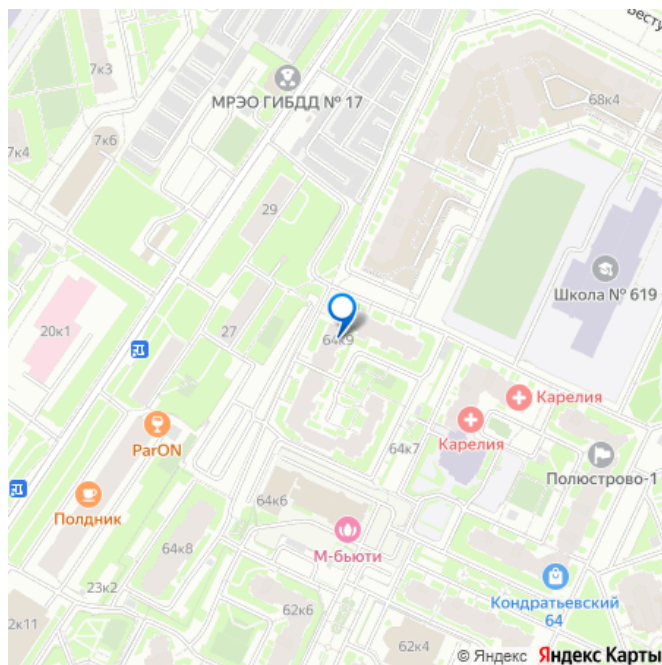 Бесту
7к3
МРЭО ГИБДД № 17
68к4
7к6
7к4
29
Школа № 619
20к1
27
64к9
Карелия
ParON
Карелия
64к7
Полюстрово-1
64к6
Полдник
М-бьюти
64к8
Кондратьевский
64
23к2
62к6
2к11
62к4
© Яндекс Яндекс Карты